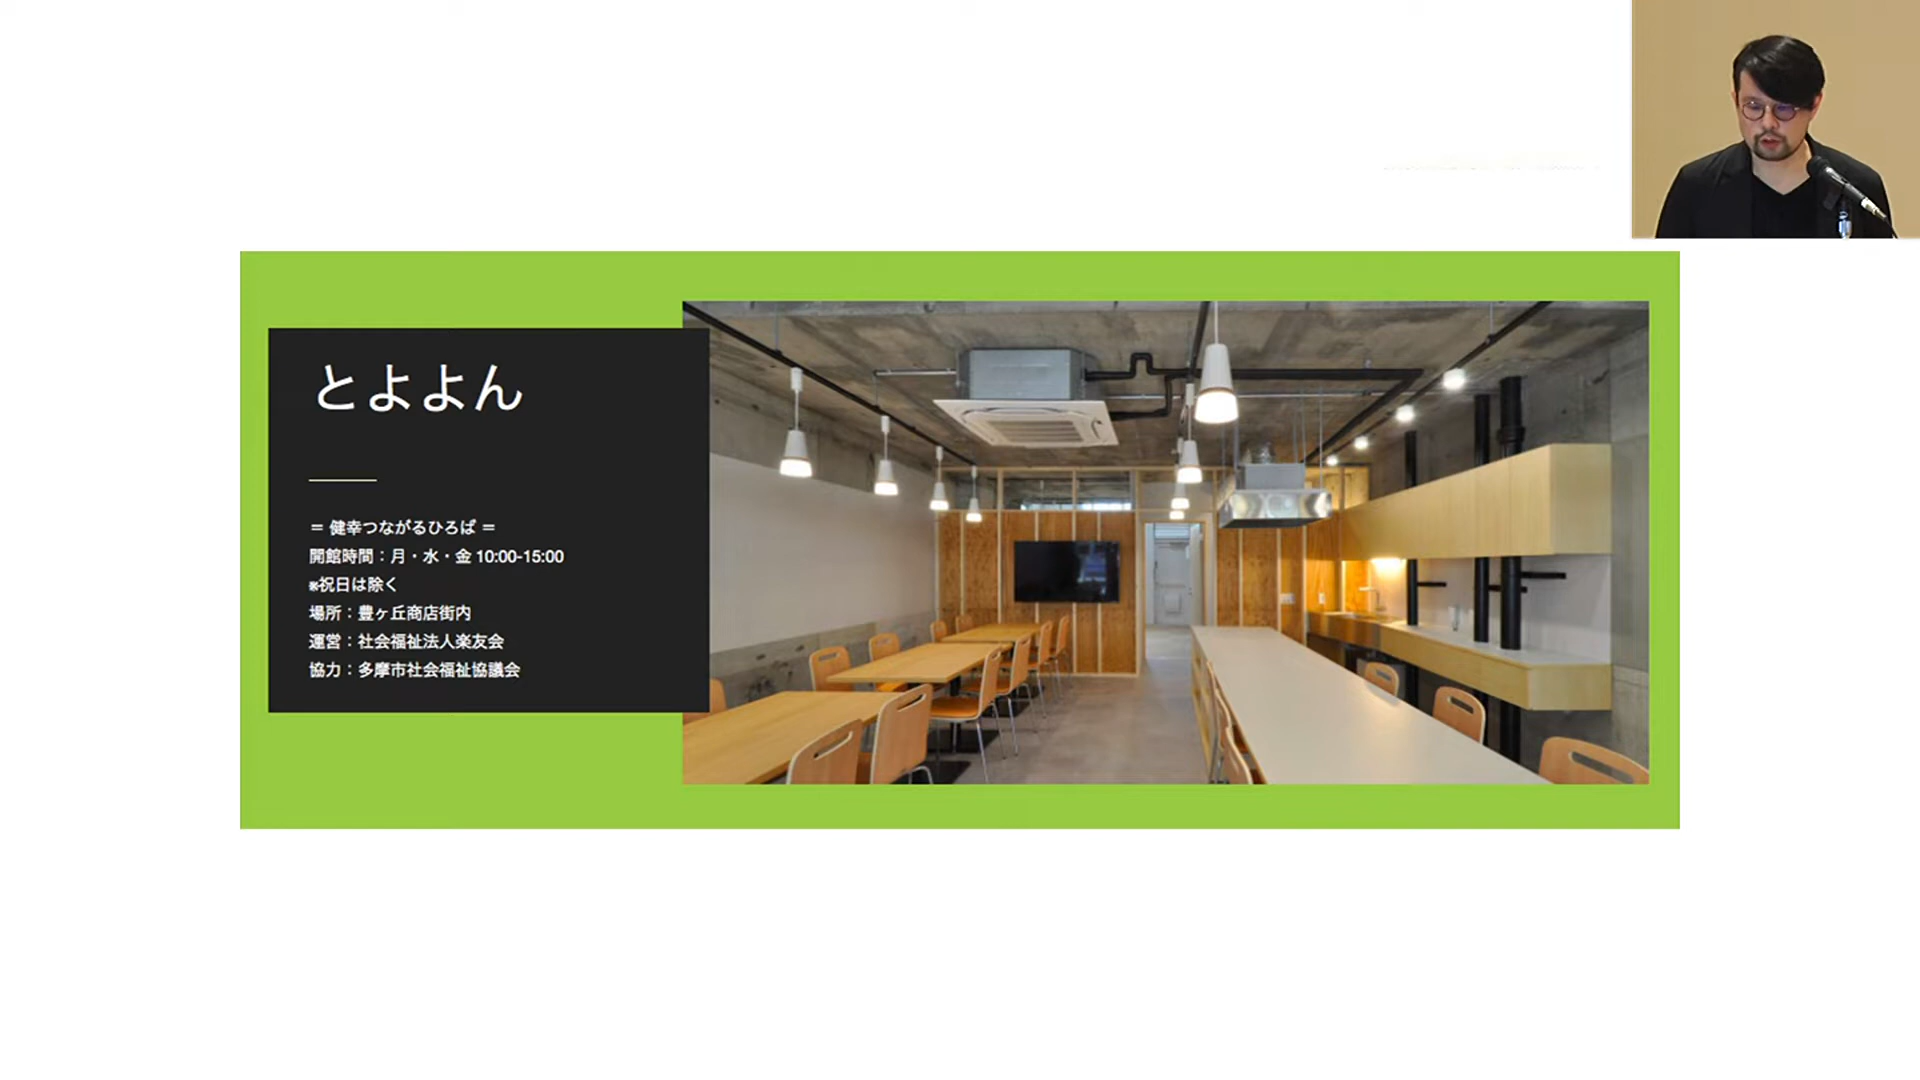 とよよん
＝ 健幸つながるひろば ＝
開館時間：月・水・金 10:00-15:00
※祝日は除く
場所：豊ヶ丘商店街内
運営：社会福祉法人楽友会
協力：多摩市社会福祉協議会